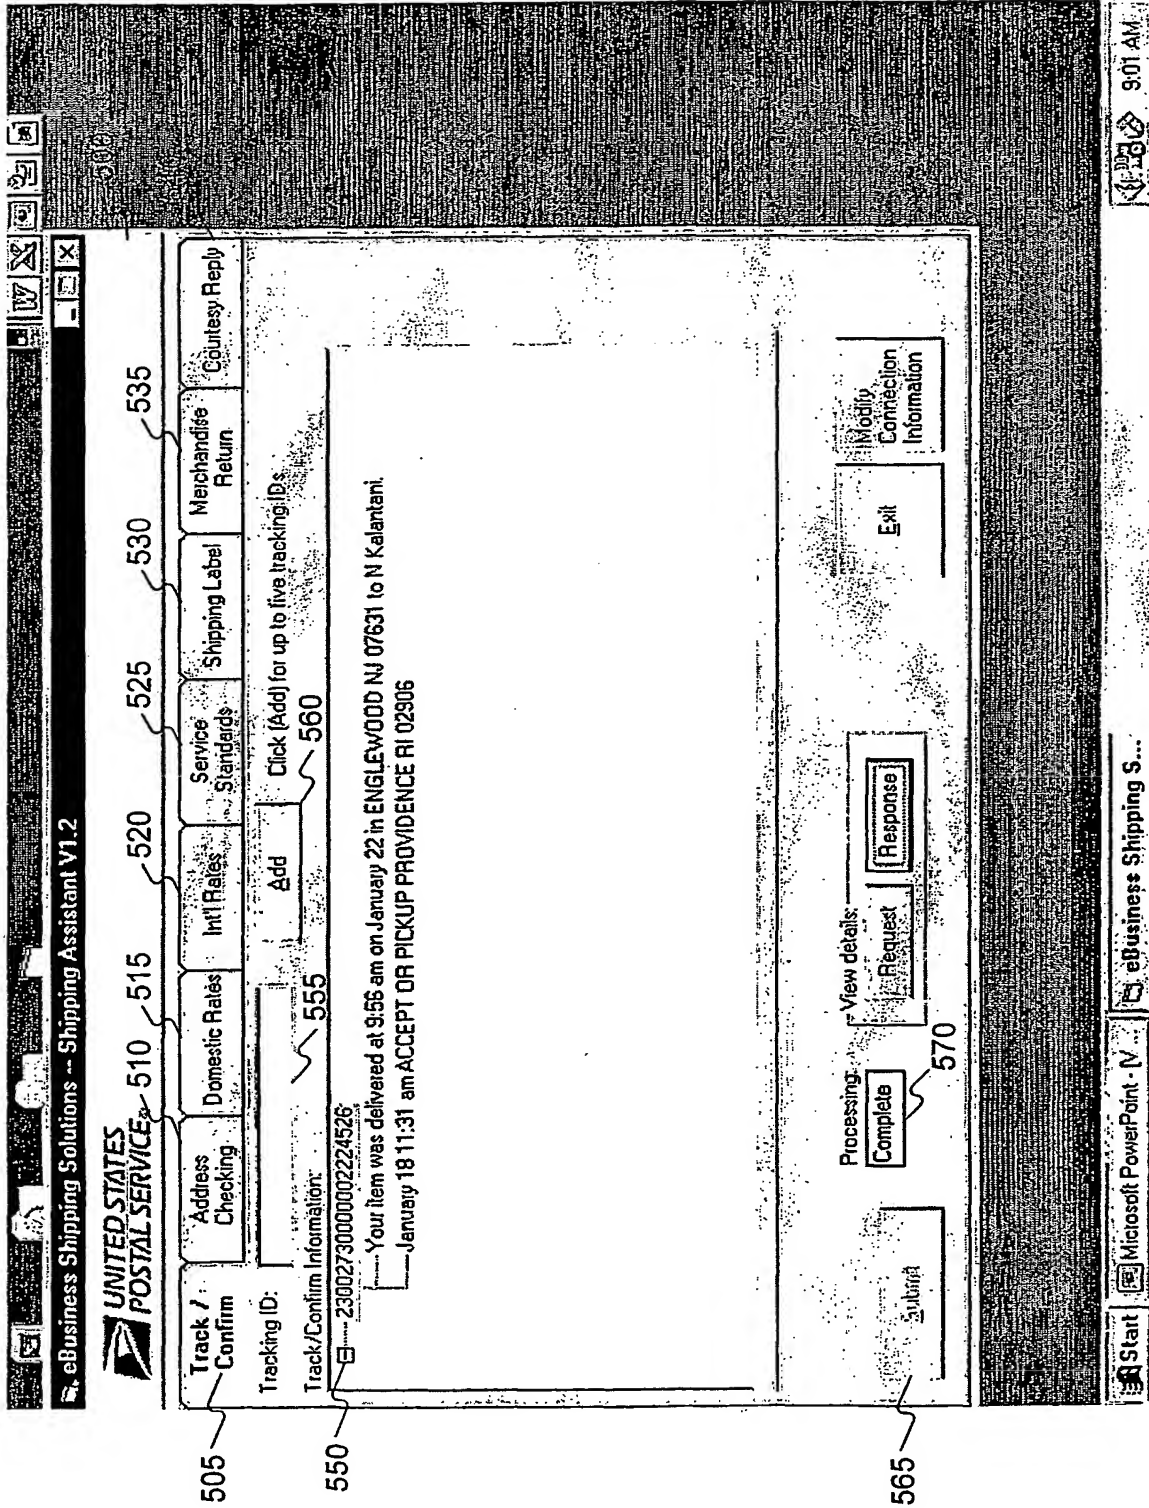 eBusiness Shipping Solutions -- Shipping Assistant V1.2
UNITED STATES
POSTAL SERVICE
510 515 520 525 530 535
Track / Confirm
Address Checking
Domestic Rates
Int'l Rates
Service Standards
Shipping Label
Merchandise Return
Courtesy Reply
505
Tracking ID:
Add
Click (Add) for up to five tracking IDs.
555
560
Track/Confirm Information:
550
Your item was delivered at 9:56 am on January 22 in ENGLEWOOD NJ 07631 to N Kalantani.
January 18 11:31 am ACCEPT OR PICKUP PROVIDENCE RI 02906
565
Submit
Processing:
Complete
570
View details:
Request
Response
Exit
Modify
Connection
Information
Start
Microsoft PowerPoint - [V...
eBusiness Shipping S...
9:01 AM